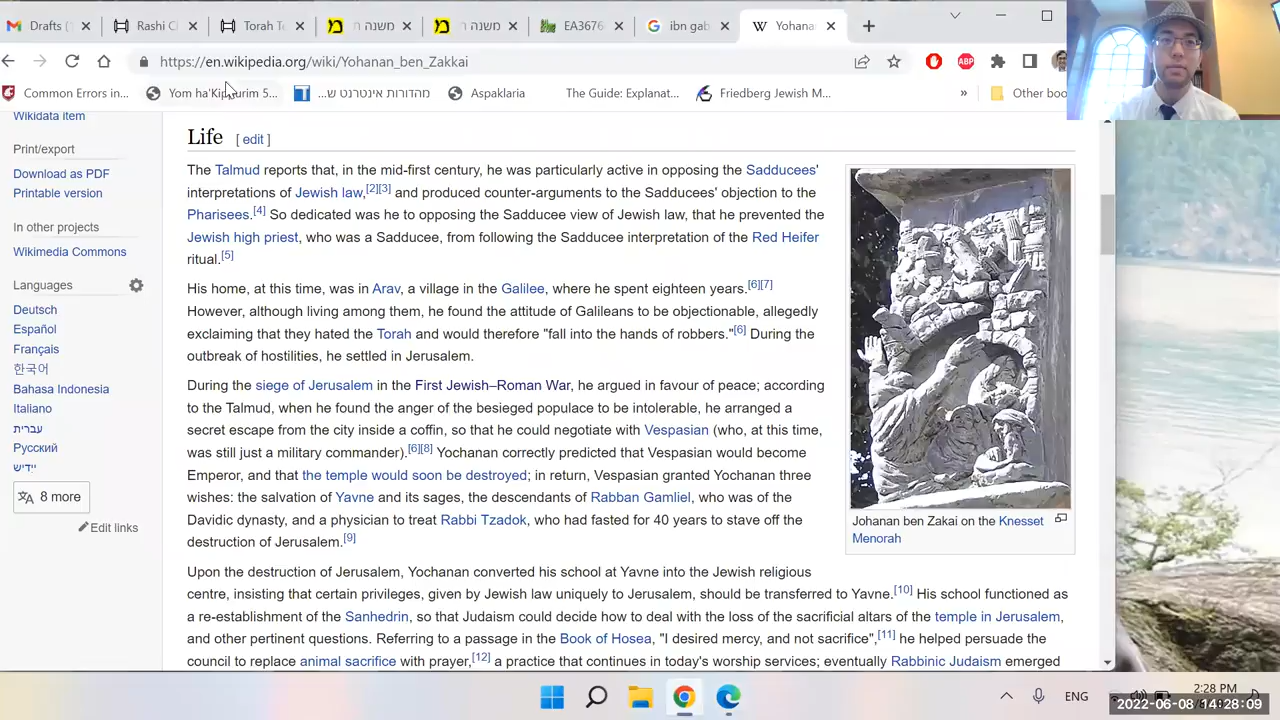 Drafts (
Rashi C
Torah Te
משנה ת
משנה ת
EA3676
ibn gab
Yohana
https://en.wikipedia.org/wiki/Yohanan_ben_Zakkai
Common Errors in...
Yom ha'Kippurim 5...
מהדורות אינטרנט ש...
Aspaklaria
The Guide: Explanat...
Friedberg Jewish M...
»
Other boo
Wikidata item
Print/export
Download as PDF
Printable version
In other projects
Wikimedia Commons
Languages
Deutsch
Español
Français
한국어
Bahasa Indonesia
Italiano
עברית
Русский
ייִדיש
8 more
Edit links
Life [ edit ]
The Talmud reports that, in the mid-first century, he was particularly active in opposing the Sadducees'
interpretations of Jewish law,[2][3] and produced counter-arguments to the Sadducees' objection to the
Pharisees.[4] So dedicated was he to opposing the Sadducee view of Jewish law, that he prevented the
Jewish high priest, who was a Sadducee, from following the Sadducee interpretation of the Red Heifer
ritual.[5]
His home, at this time, was in Arav, a village in the Galilee, where he spent eighteen years.[6][7]
However, although living among them, he found the attitude of Galileans to be objectionable, allegedly
exclaiming that they hated the Torah and would therefore "fall into the hands of robbers."[6] During the
outbreak of hostilities, he settled in Jerusalem.
During the siege of Jerusalem in the First Jewish–Roman War, he argued in favour of peace; according
to the Talmud, when he found the anger of the besieged populace to be intolerable, he arranged a
secret escape from the city inside a coffin, so that he could negotiate with Vespasian (who, at this time,
was still just a military commander).[6][8] Yochanan correctly predicted that Vespasian would become
Emperor, and that the temple would soon be destroyed; in return, Vespasian granted Yochanan three
wishes: the salvation of Yavne and its sages, the descendants of Rabban Gamliel, who was of the
Davidic dynasty, and a physician to treat Rabbi Tzadok, who had fasted for 40 years to stave off the
destruction of Jerusalem.[9]
Upon the destruction of Jerusalem, Yochanan converted his school at Yavne into the Jewish religious
centre, insisting that certain privileges, given by Jewish law uniquely to Jerusalem, should be transferred to Yavne.[10] His school functioned as
a re-establishment of the Sanhedrin, so that Judaism could decide how to deal with the loss of the sacrificial altars of the temple in Jerusalem,
and other pertinent questions. Referring to a passage in the Book of Hosea, "I desired mercy, and not sacrifice",[11] he helped persuade the
council to replace animal sacrifice with prayer,[12] a practice that continues in today's worship services; eventually Rabbinic Judaism emerged
Johanan ben Zakai on the Knesset
Menorah
ABP
ENG
2:28 PM
2022-06-08 14:28:09